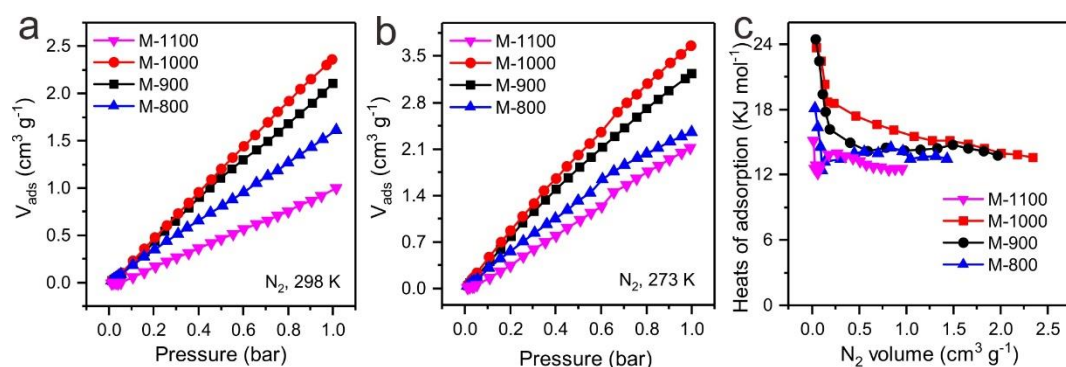 a
M-1100
M-1000
M-900
M-800
2.5
2.0
1.5
1.0
0.5
0.0
V_ads (cm³ g⁻¹)
N₂, 298 K
0.0 0.2 0.4 0.6 0.8 1.0
Pressure (bar)
b
M-1100
M-1000
M-900
M-800
3.5
2.8
1.7
0.7
0.0
V_ads (cm³ g⁻¹)
N₂, 273 K
0.0 0.2 0.4 0.6 0.8 1.0
Pressure (bar)
c
24
18
12
6
0
Heats of adsorption (KJ mol⁻¹)
M-1100
M-1000
M-900
M-800
0.0 0.5 1.0 1.5 2.0 2.5
N₂ volume (cm³ g⁻¹)